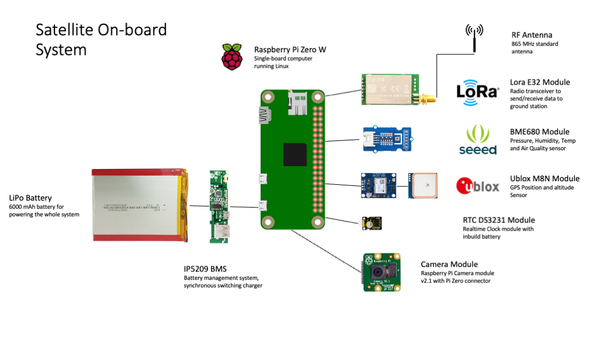 Satellite On-board
System
Raspberry Pi Zero W
Single-board computer
running Linux
RF Antenna
865 MHz standard
antenna
LoRa
Lora E32 Module
Radio transceiver to
send/receive data to
ground station
seeed
BME680 Module
Pressure, Humidity, Temp
and Air Quality sensor
ublox
Ublox M8N Module
GPS Position and altitude
Sensor
RTC DS3231 Module
Realtime Clock module with
inbuild battery
LiPo Battery
6000 mAh battery for
powering the whole system
IP5209 BMS
Battery management system,
synchronous switching charger
Camera Module
Raspberry Pi Camera module
v2.1 with Pi Zero connector